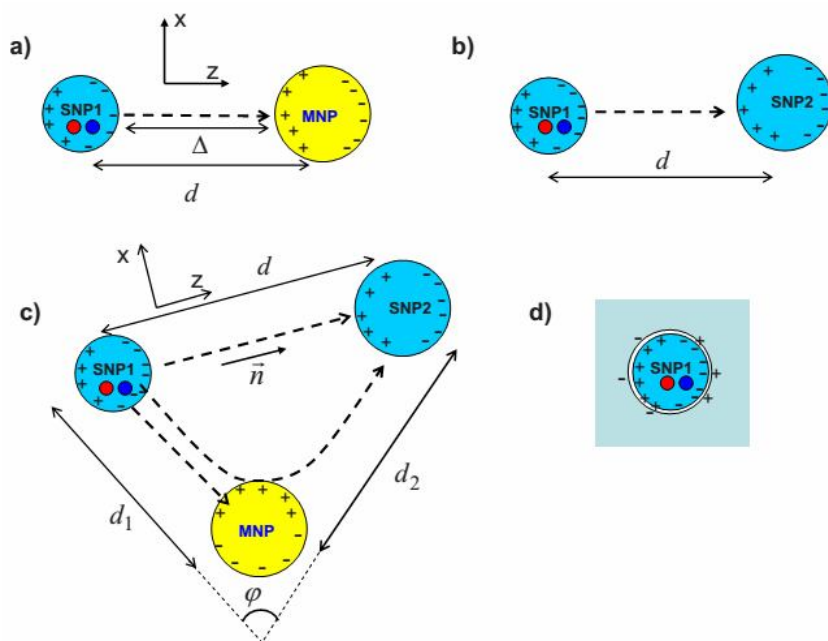 a)
x
z
SNP1
MNP
Δ
d
b)
SNP1
SNP2
d
c)
x
z
d
SNP1
SNP2
n⃗
d₁
MNP
d₂
φ
d)
SNP1